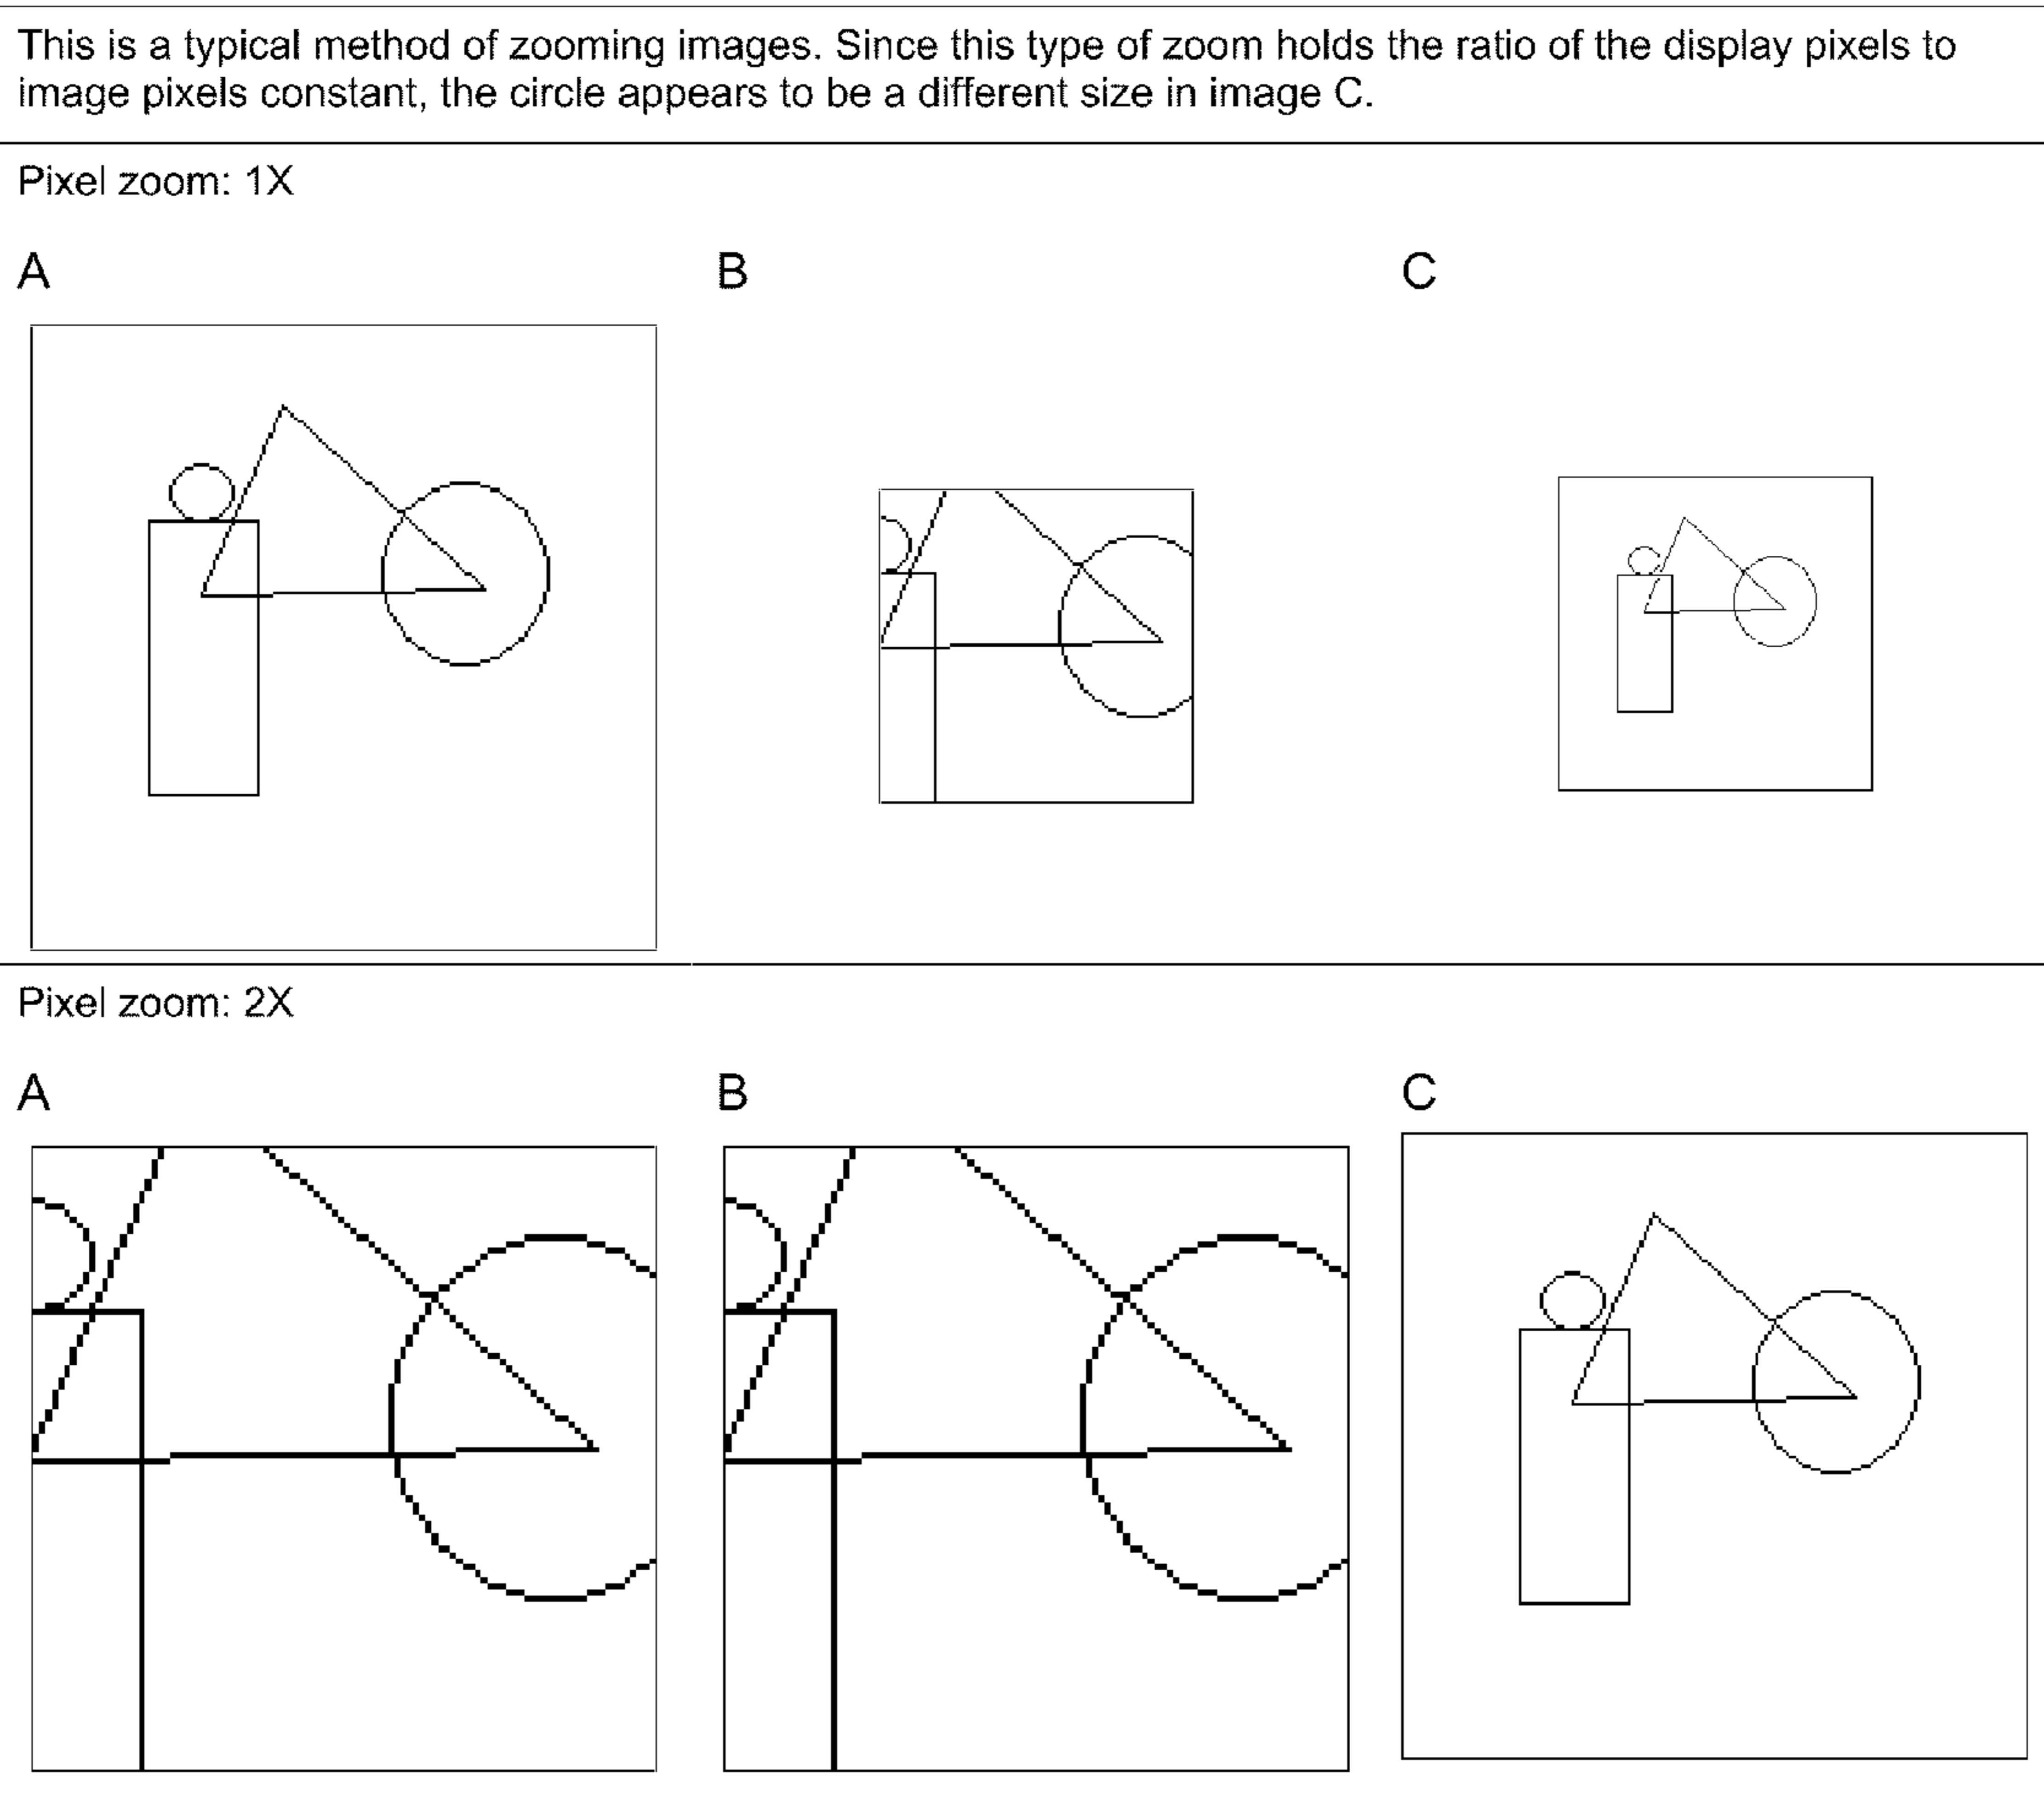 This is a typical method of zooming images. Since this type of zoom holds the ratio of the display pixels to
image pixels constant, the circle appears to be a different size in image C.
Pixel zoom: 1X
A
B
C
Pixel zoom: 2X
A
B
C